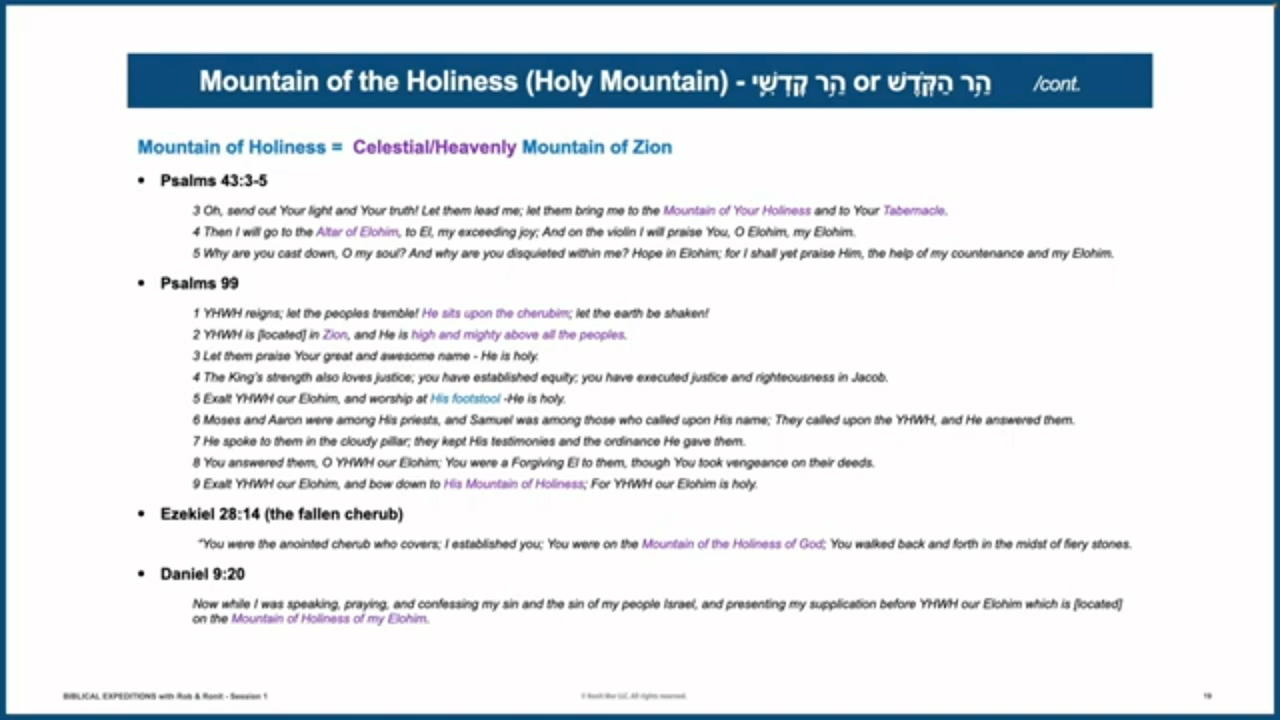 Mountain of the Holiness (Holy Mountain) - הַר קָדְשִׁי or הַר הַקֹּדֶשׁ /cont.
Mountain of Holiness = Celestial/Heavenly Mountain of Zion
• Psalms 43:3-5
3 Oh, send out Your light and Your truth! Let them lead me; let them bring me to the Mountain of Your Holiness and to Your Tabernacle.
4 Then I will go to the Altar of Elohim, to El, my exceeding joy; And on the violin I will praise You, O Elohim, my Elohim.
5 Why are you cast down, O my soul? And why are you disquieted within me? Hope in Elohim; for I shall yet praise Him, the help of my countenance and my Elohim.
• Psalms 99
1 YHWH reigns; let the peoples tremble! He sits upon the cherubim; let the earth be shaken!
2 YHWH is [located] in Zion, and He is high and mighty above all the peoples.
3 Let them praise Your great and awesome name - He is holy.
4 The King's strength also loves justice; you have established equity; you have executed justice and righteousness in Jacob.
5 Exalt YHWH our Elohim, and worship at His footstool -He is holy.
6 Moses and Aaron were among His priests, and Samuel was among those who called upon His name; They called upon the YHWH, and He answered them.
7 He spoke to them in the cloudy pillar; they kept His testimonies and the ordinance He gave them.
8 You answered them, O YHWH our Elohim; You were a Forgiving El to them, though You took vengeance on their deeds.
9 Exalt YHWH our Elohim, and bow down to His Mountain of Holiness; For YHWH our Elohim is holy.
• Ezekiel 28:14 (the fallen cherub)
"You were the anointed cherub who covers; I established you; You were on the Mountain of the Holiness of God; You walked back and forth in the midst of fiery stones.
• Daniel 9:20
Now while I was speaking, praying, and confessing my sin and the sin of my people Israel, and presenting my supplication before YHWH our Elohim which is [located]
on the Mountain of Holiness of my Elohim.
BIBLICAL EXPEDITIONS with Rob & Ronit - Session 1
© Ronit Mor LLC. All rights reserved.
19